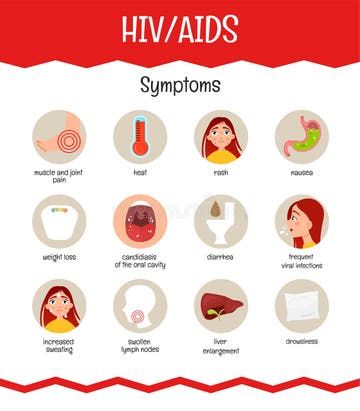 HIV/AIDS
Symptoms
muscle and joint
pain
heat
rash
nausea
weight loss
candidiasis
of the oral cavity
diarrhea
frequent
viral infections
increased
sweating
swollen
lymph nodes
liver
enlargement
drowsiness